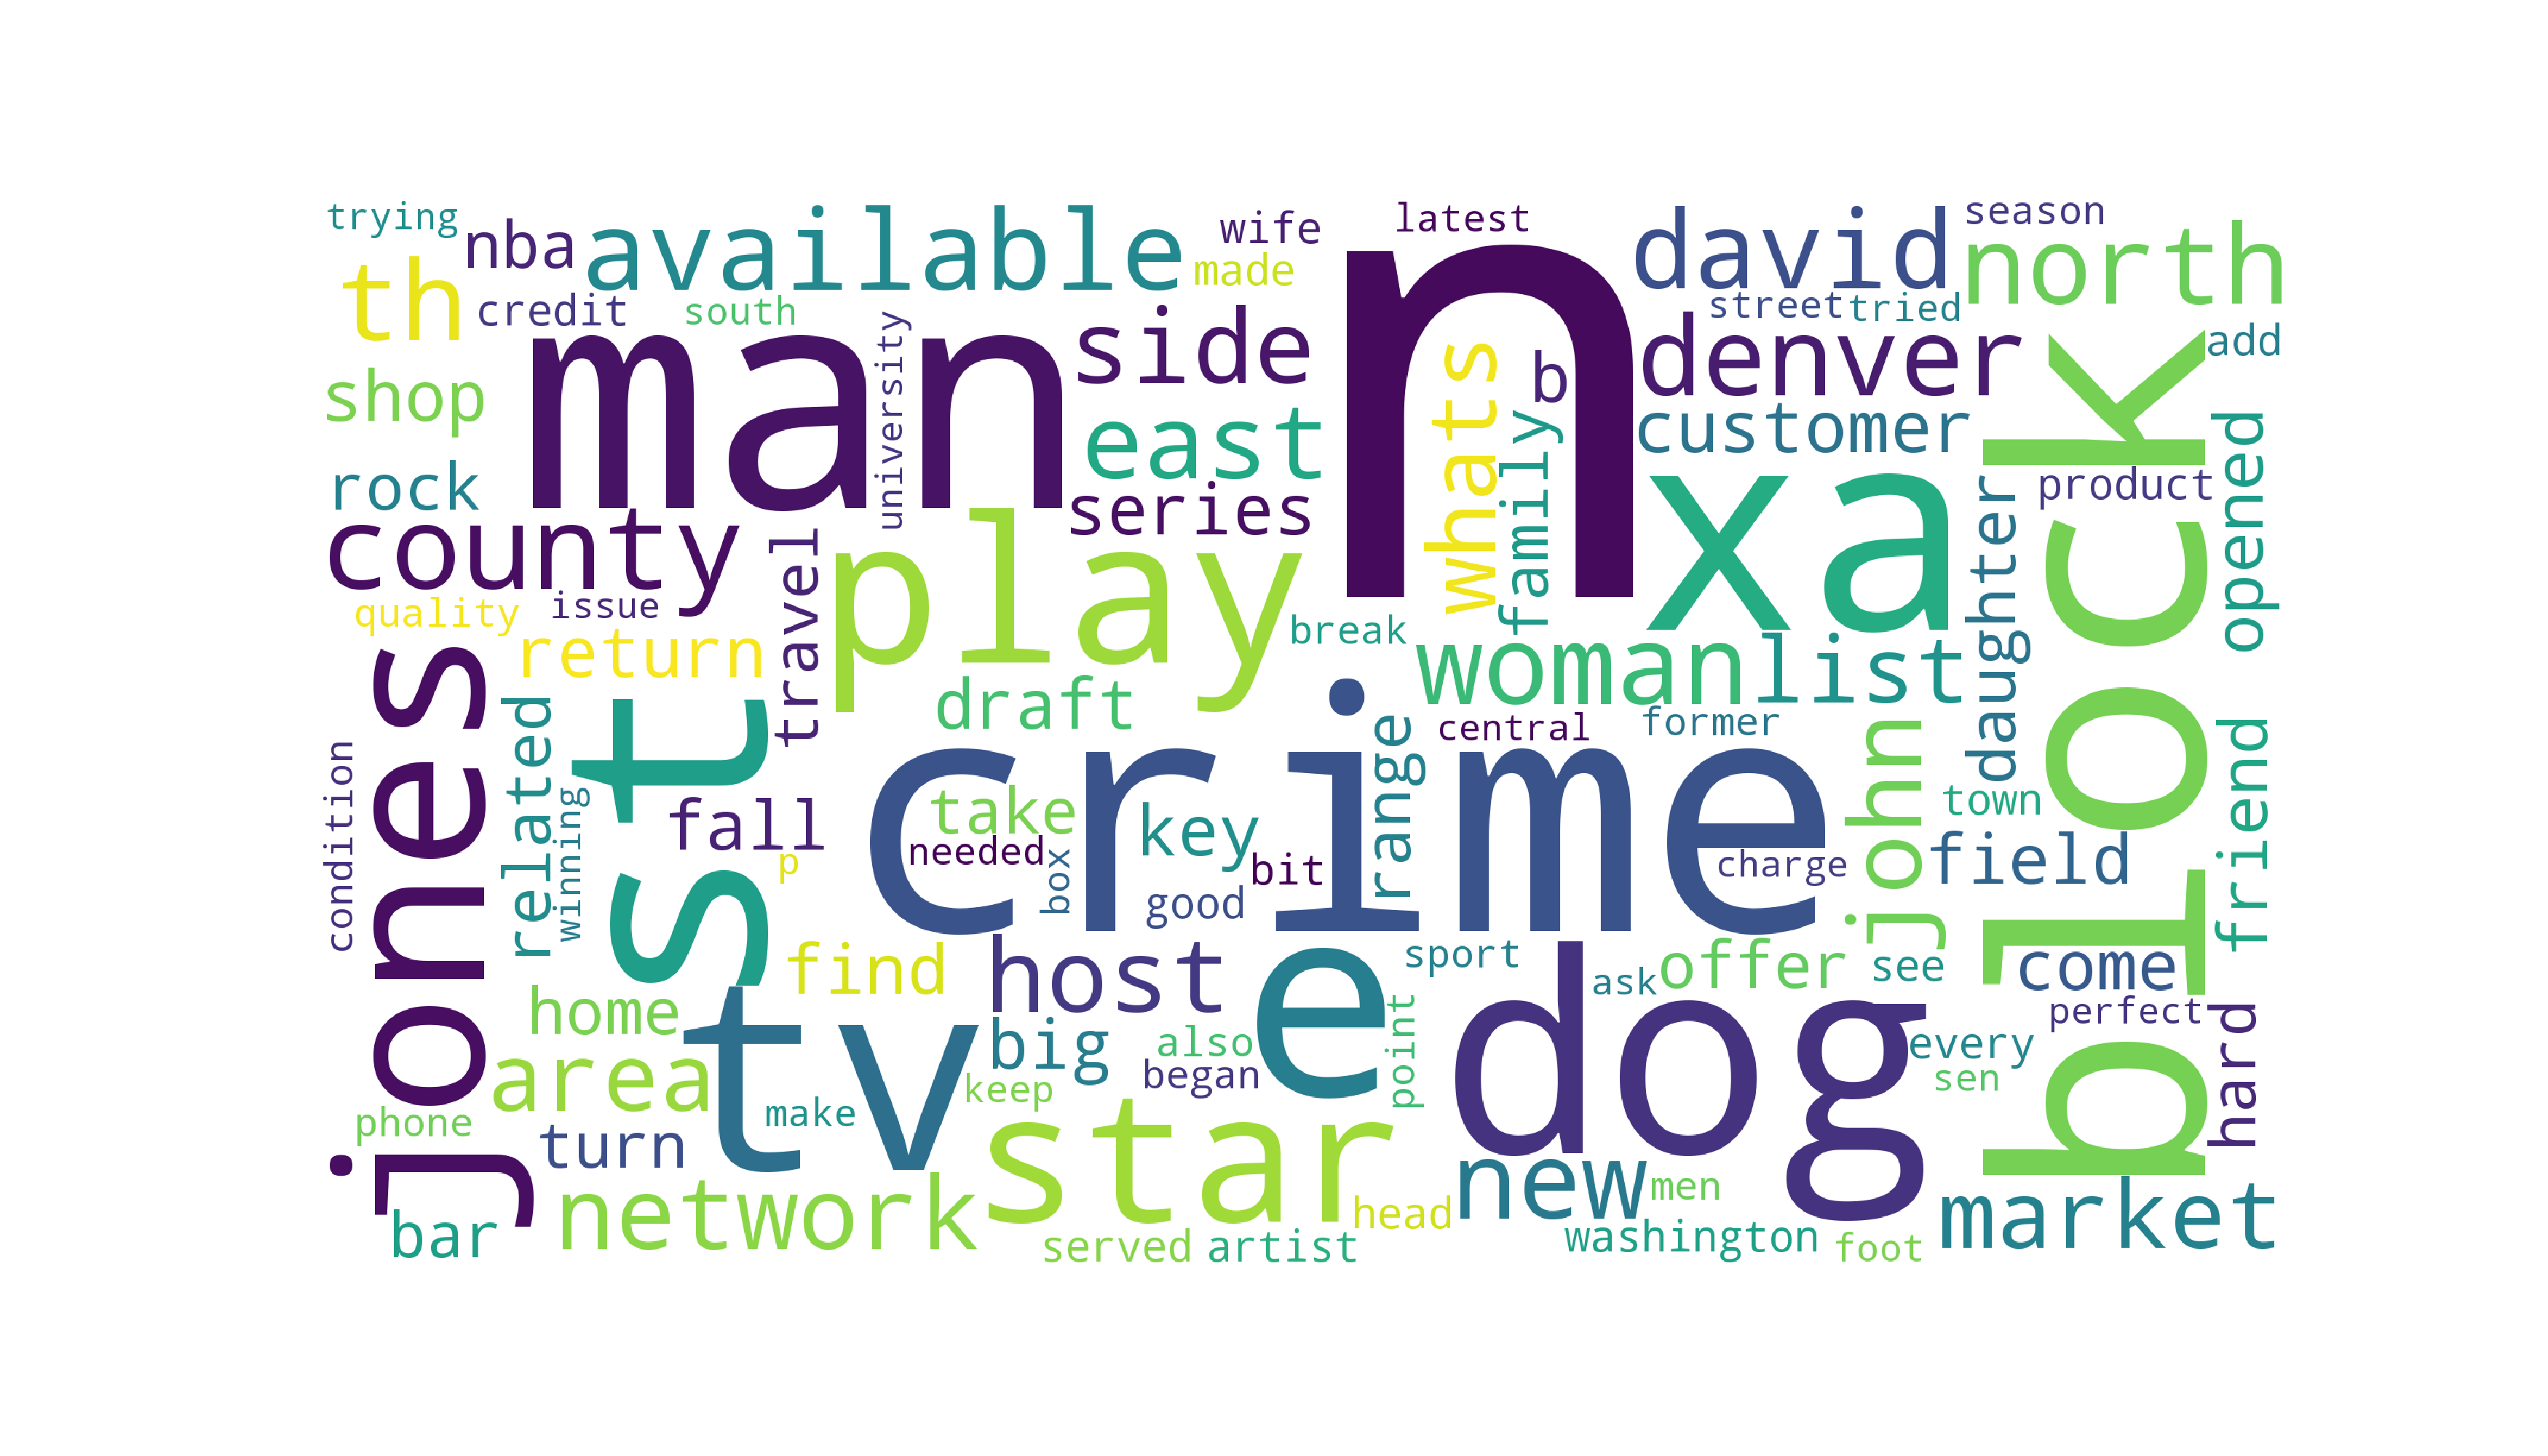 trying
nba
available
wife
latest
david
season
north
th
credit
south
made
street
tried
man
n
side
university
whats
b
denver
add
shop
east
customer
block
rock
series
family
xa
daughter
product
opened
county
travel
play
quality
issue
return
break
woman
list
jones
related
st
draft
range
central
former
john
friend
condition
winning
fall
take
key
crime
town
p
needed
box
bit
good
charge
field
find
host
e
sport
ask
offer
see
come
home
tv
big
also
point
dog
every
perfect
hard
area
keep
began
sen
phone
turn
make
star
new
men
bar
network
head
washington
market
served
artist
foot